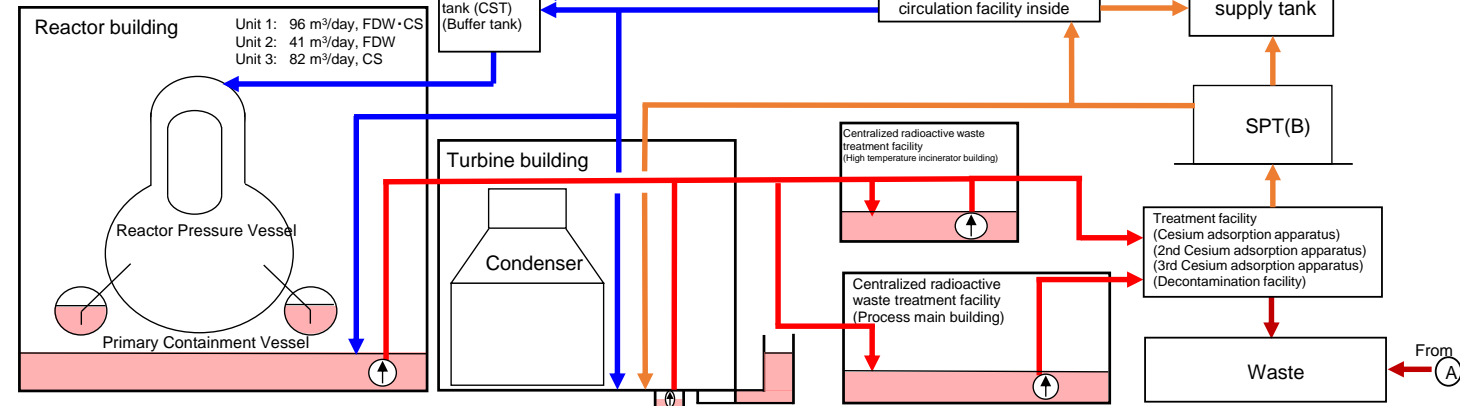 Reactor building
Unit 1: 96 m³/day, FDW・CS
Unit 2: 41 m³/day, FDW
Unit 3: 82 m³/day, CS
tank (CST)
(Buffer tank)
circulation facility inside
supply tank
SPT(B)
Centralized radioactive waste
treatment facility
(High temperature incinerator building)
Turbine building
Reactor Pressure Vessel
Condenser
Primary Containment Vessel
Centralized radioactive
waste treatment facility
(Process main building)
Treatment facility
(Cesium adsorption apparatus)
(2nd Cesium adsorption apparatus)
(3rd Cesium adsorption apparatus)
(Decontamination facility)
Waste
From
A